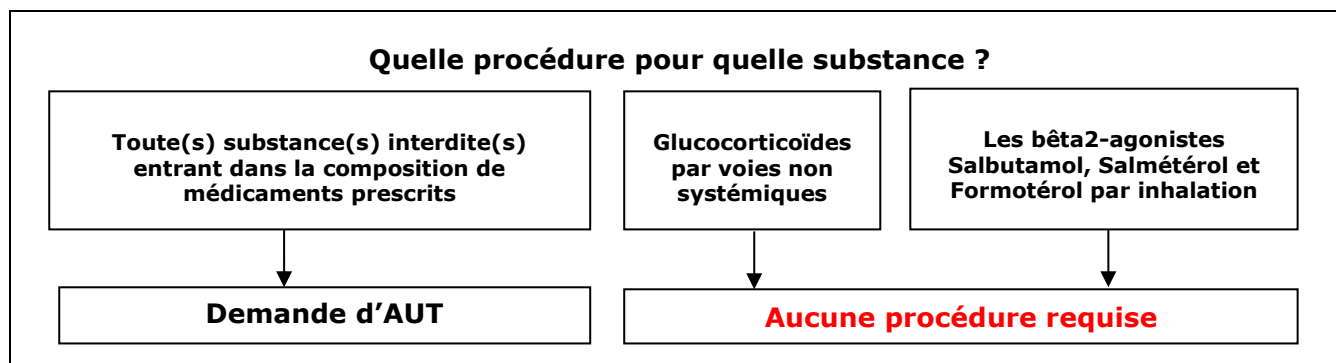 Quelle procédure pour quelle substance ?
Toute(s) substance(s) interdite(s)
entrant dans la composition de
médicaments prescrits
Glucocorticoïdes
par voies non
systémiques
Les bêta2-agonistes
Salbutamol, Salmétérol et
Formotérol par inhalation
Demande d’AUT
Aucune procédure requise